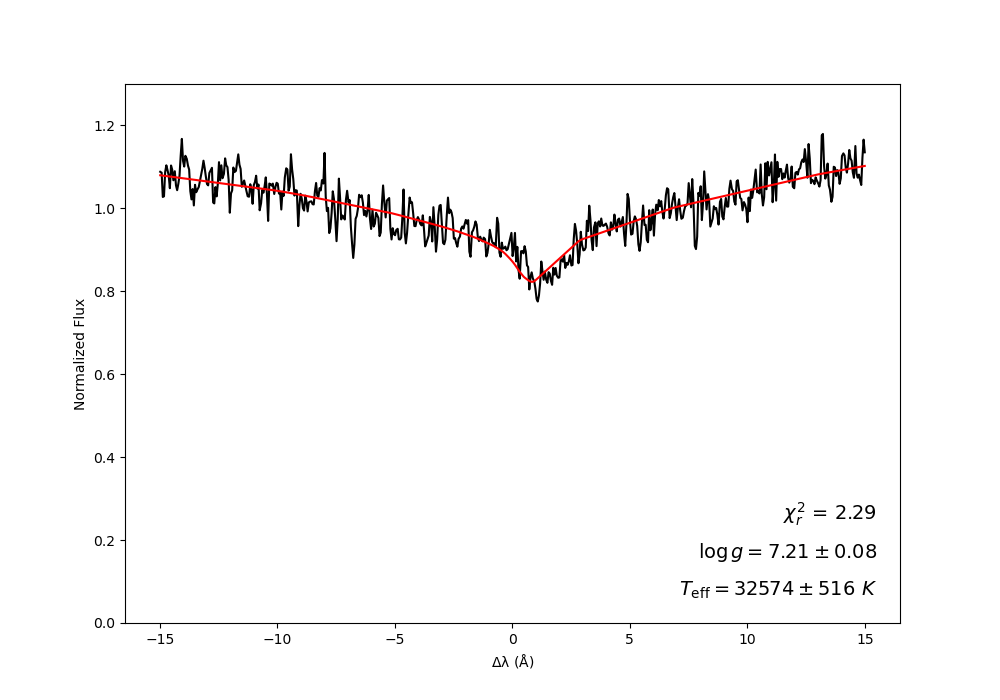 1.2
1.0
0.8
0.6
0.4
0.2
0.0
Normalized Flux
χ²ᵣ = 2.29
log g = 7.21 ± 0.08
T_eff = 32574 ± 516 K
−15 −10 −5 0 5 10 15
Δλ (Å)